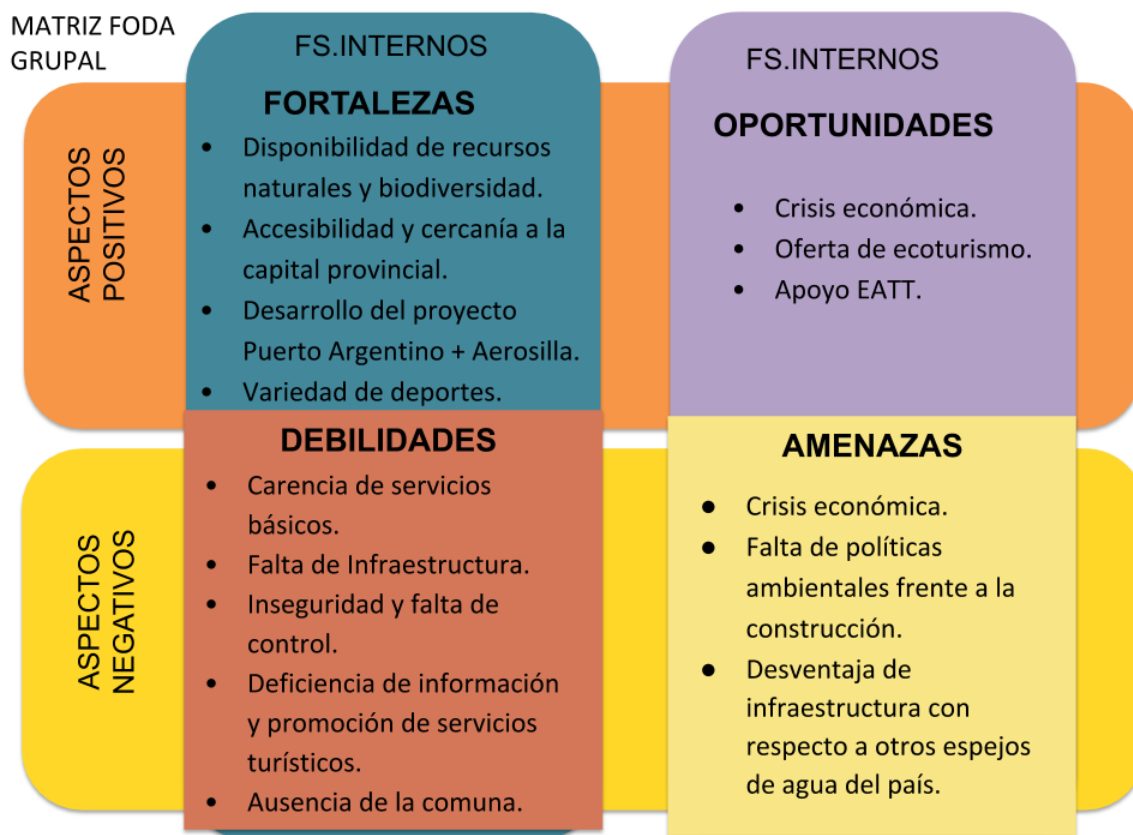 MATRIZ FODA
GRUPAL
FS.INTERNOS
FORTALEZAS
• Disponibilidad de recursos
naturales y biodiversidad.
• Accesibilidad y cercanía a la
capital provincial.
• Desarrollo del proyecto
Puerto Argentino + Aerosilla.
• Variedad de deportes.
FS.INTERNOS
OPORTUNIDADES
• Crisis económica.
• Oferta de ecoturismo.
• Apoyo EATT.
ASPECTOS
POSITIVOS
DEBILIDADES
• Carencia de servicios
básicos.
• Falta de Infraestructura.
• Inseguridad y falta de
control.
• Deficiencia de información
y promoción de servicios
turísticos.
• Ausencia de la comuna.
AMENAZAS
● Crisis económica.
● Falta de políticas
ambientales frente a la
construcción.
● Desventaja de
infraestructura con
respecto a otros espejos
de agua del país.
ASPECTOS
NEGATIVOS